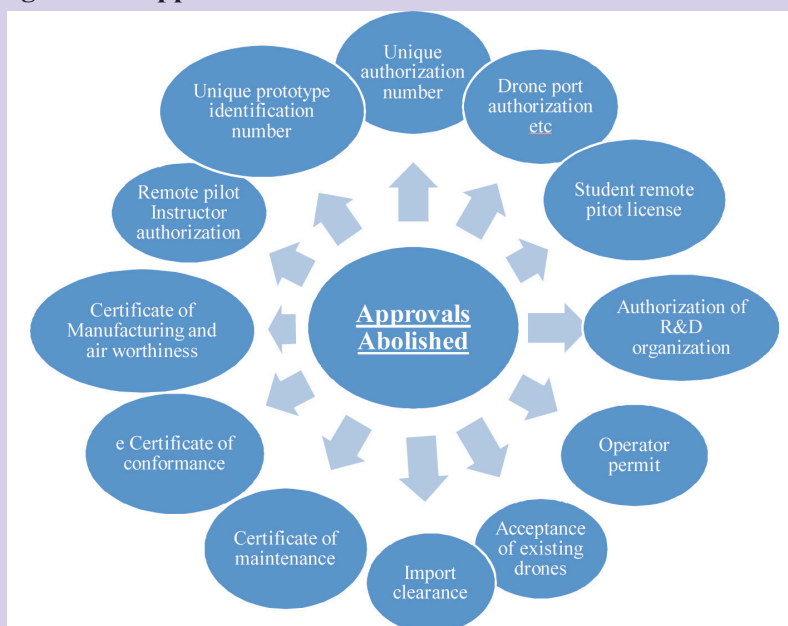 Approvals
Abolished
Unique
authorization
number
Drone port
authorization
etc
Student remote
pitot license
Authorization of
R&D
organization
Operator
permit
Acceptance
of existing
drones
Import
clearance
Certificate of
maintenance
e Certificate of
conformance
Certificate of
Manufacturing and
air worthiness
Remote pilot
Instructor
authorization
Unique prototype
identification
number